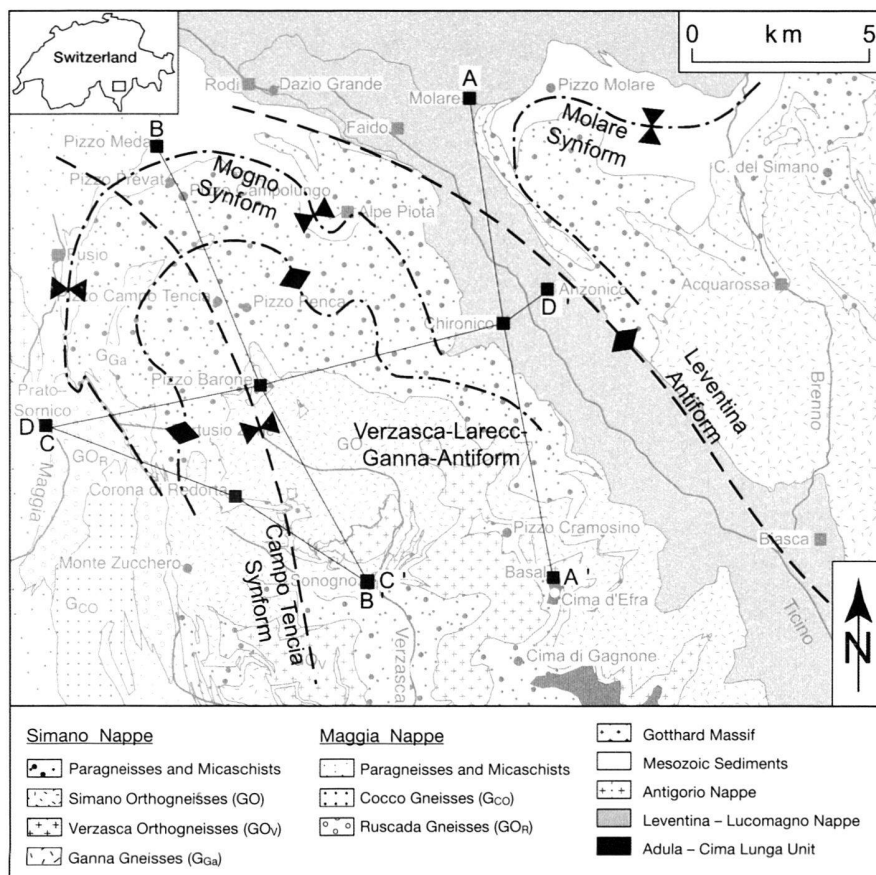 Switzerland
0 km 5
A
Rodi
Dazio Grande
Molare
Pizzo Molare
Faido
Molare
Synform
B
Pizzo Meda
Pizzo Prevat
Pizzo Campolungo
Mogno
Synform
Alpe Piota
C. del Simano
Fusio
Pizzo Campo Tencia
Pizzo Penca
Anzonico
D'
Acquarossa
Chironico
GGa
Prato-
Sornico
Pizzo Barone
D
C
GOR
GO
Verzasca-Larecc-
Ganna-Antiform
Leventina
Antiform
Brenno
Maggia
Corona di Redorta
Campo Tencia
Synform
Pizzo Cramosino
Biasca
Monte Zucchero
Sonogno
C'
B'
Basal
A'
Cima d'Efra
GCO
Verzasca
Cima di Gagnone
Ticino
N
Simano Nappe
Paragneisses and Micaschists
Simano Orthogneisses (GO)
Verzasca Orthogneisses (GOV)
Ganna Gneisses (GGa)
Maggia Nappe
Paragneisses and Micaschists
Cocco Gneisses (GCO)
Ruscada Gneisses (GOR)
Gotthard Massif
Mesozoic Sediments
Antigorio Nappe
Leventina – Lucomagno Nappe
Adula – Cima Lunga Unit